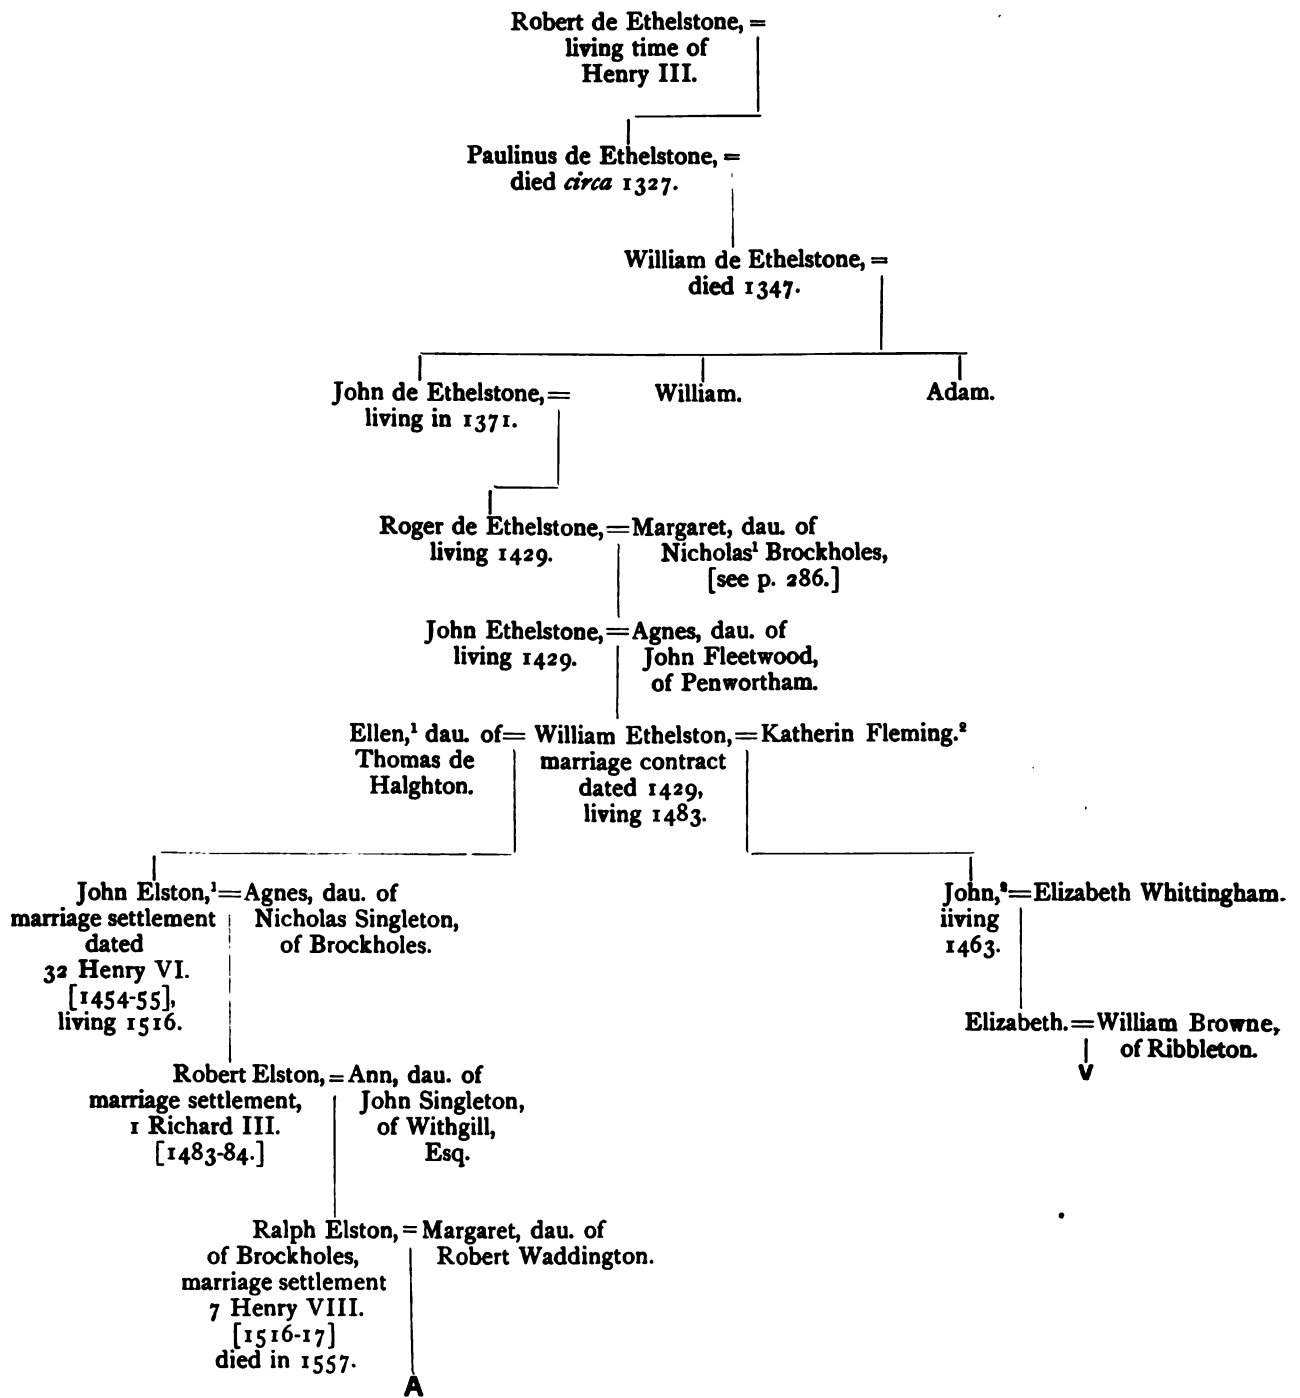 Robert de Ethelstone, =
living time of
Henry III.
Paulinus de Ethelstone, =
died circa 1327.
William de Ethelstone, =
died 1347.
John de Ethelstone, =
living in 1371.
William.
Adam.
Roger de Ethelstone, = Margaret, dau. of
living 1429.
Nicholas¹ Brockholes,
[see p. 286.]
John Ethelstone, = Agnes, dau. of
living 1429.
John Fleetwood,
of Penwortham.
Ellen,¹ dau. of = William Ethelston, = Katherin Fleming.²
Thomas de
Halghton.
marriage contract
dated 1429,
living 1483.
John Elston,¹ = Agnes, dau. of
marriage settlement
dated
32 Henry VI.
[1454-55],
living 1516.
Nicholas Singleton,
of Brockholes.
John,² = Elizabeth Whittingham.
iiving
1463.
Elizabeth. = William Browne,
of Ribbleton.
V
Robert Elston, = Ann, dau. of
marriage settlement,
1 Richard III.
[1483-84.]
John Singleton,
of Withgill,
Esq.
Ralph Elston, = Margaret, dau. of
of Brockholes,
marriage settlement
7 Henry VIII.
[1516-17]
died in 1557.
Robert Waddington.
A